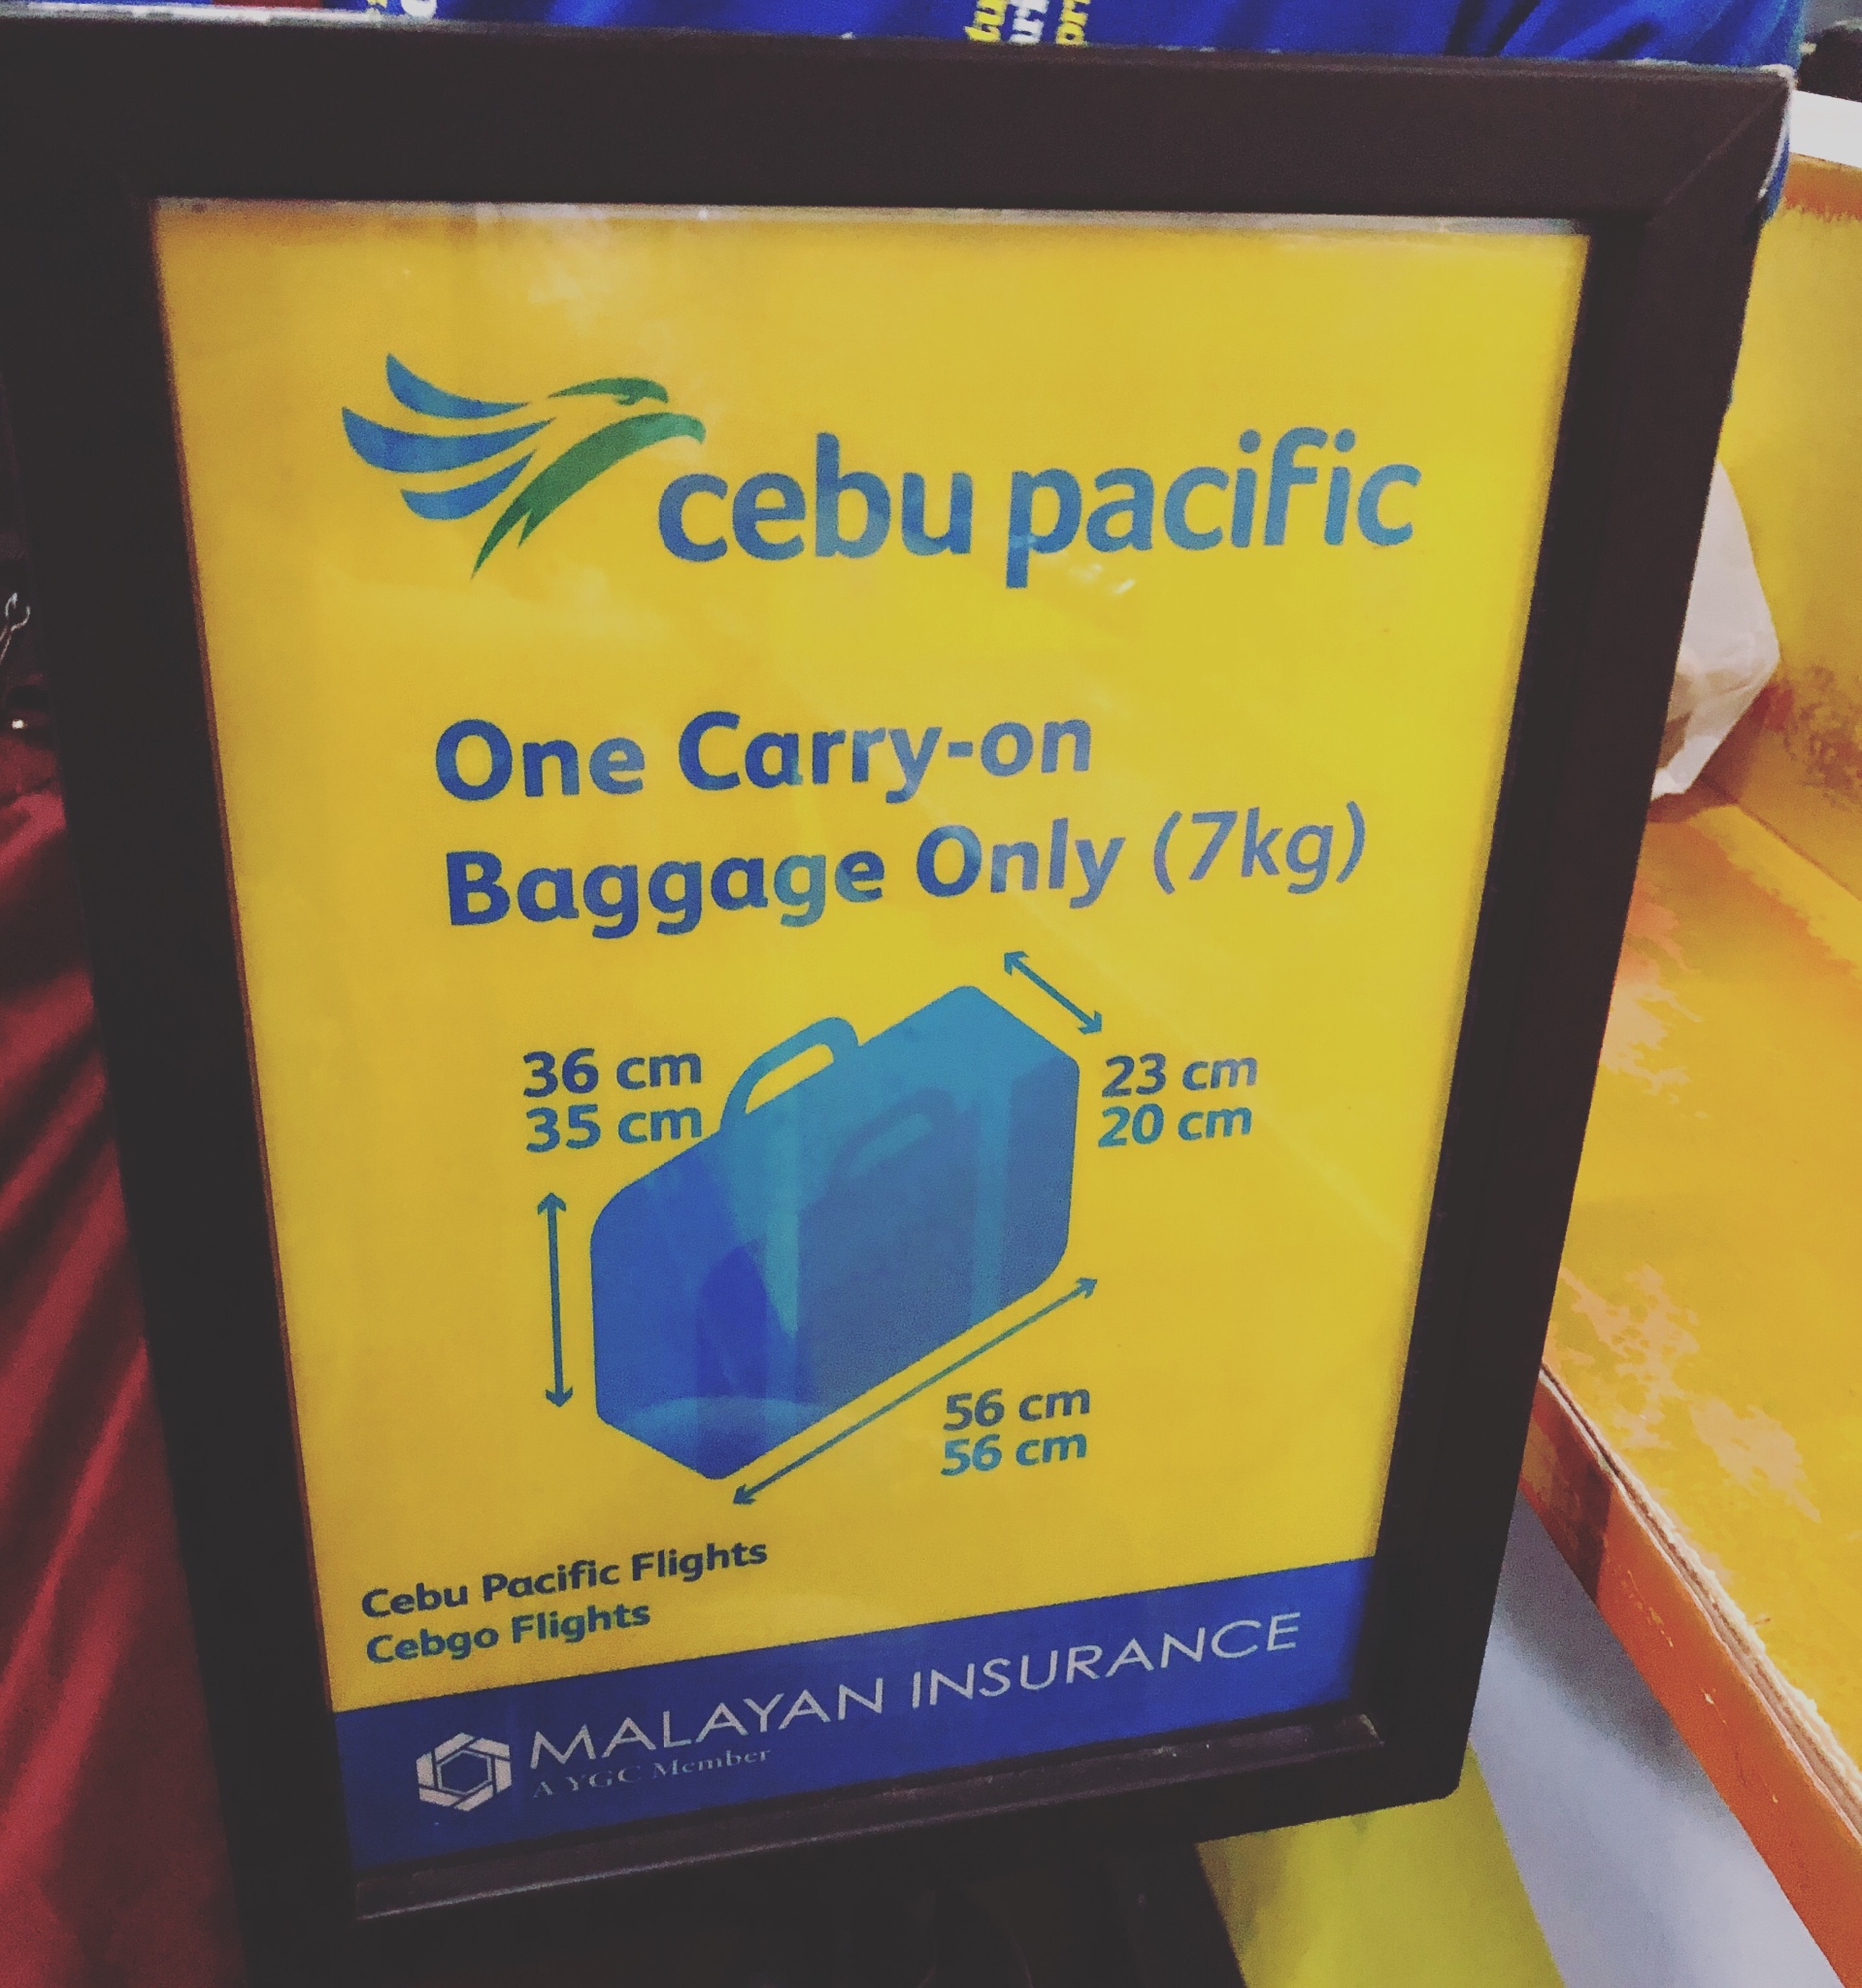 cebu pacific
One Carry-on
Baggage Only (7kg)
36 cm
35 cm
23 cm
20 cm
56 cm
56 cm
Cebu Pacific Flights
Cebgo Flights
MALAYAN INSURANCE
A YGC Member